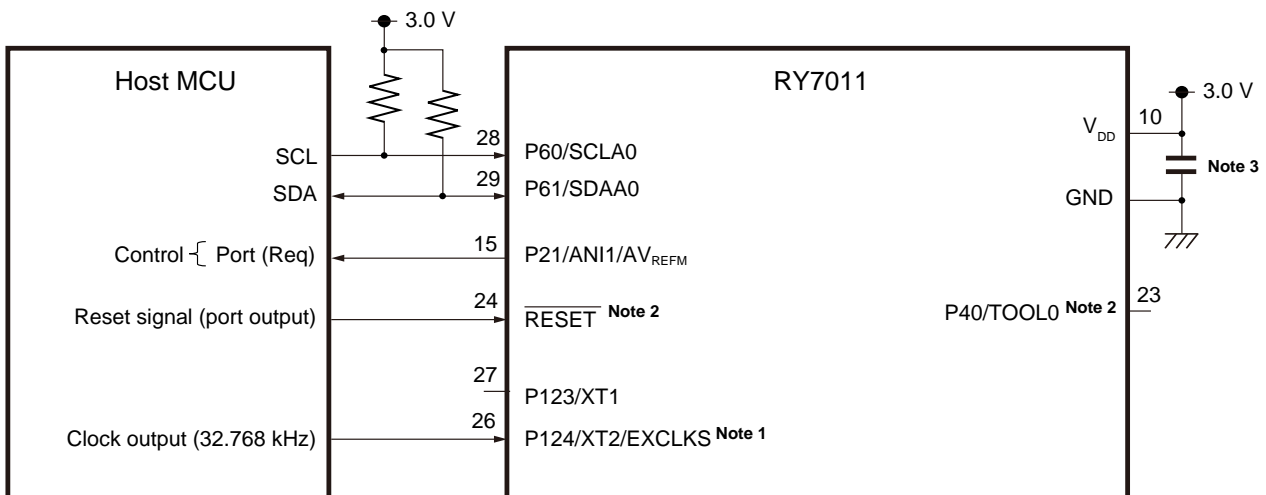 3.0 V
Host MCU
RY7011
3.0 V
10
V_DD
28
SCL
P60/SCLA0
Note 3
29
SDA
P61/SDAA0
GND
15
Control { Port (Req)
P21/ANI1/AV_REFM
24
23
Reset signal (port output)
RESET Note 2
P40/TOOL0 Note 2
27
P123/XT1
26
Clock output (32.768 kHz)
P124/XT2/EXCLKS Note 1